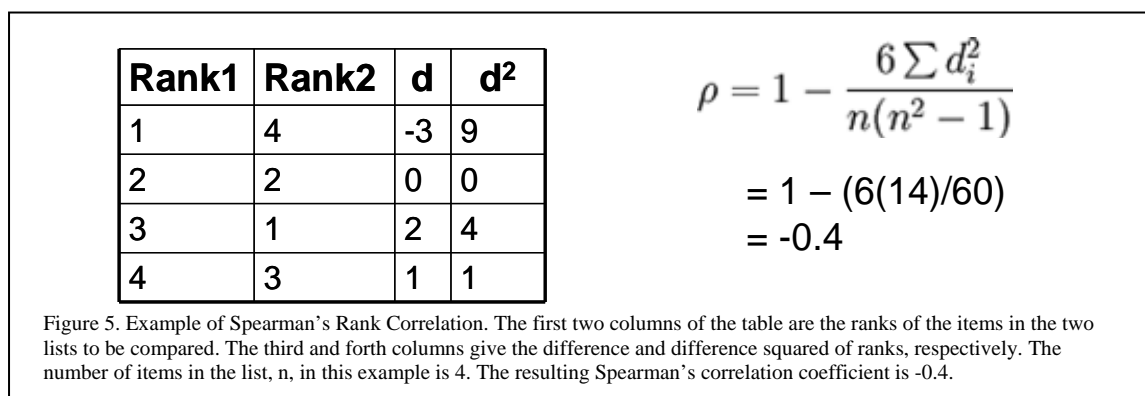 Rank1 Rank2 d d²
1 4 -3 9
2 2 0 0
3 1 2 4
4 3 1 1
ρ = 1 − 6 ∑ d_i² / n(n² − 1)
= 1 – (6(14)/60)
= -0.4
Figure 5. Example of Spearman's Rank Correlation. The first two columns of the table are the ranks of the items in the two
lists to be compared. The third and forth columns give the difference and difference squared of ranks, respectively. The
number of items in the list, n, in this example is 4. The resulting Spearman's correlation coefficient is -0.4.